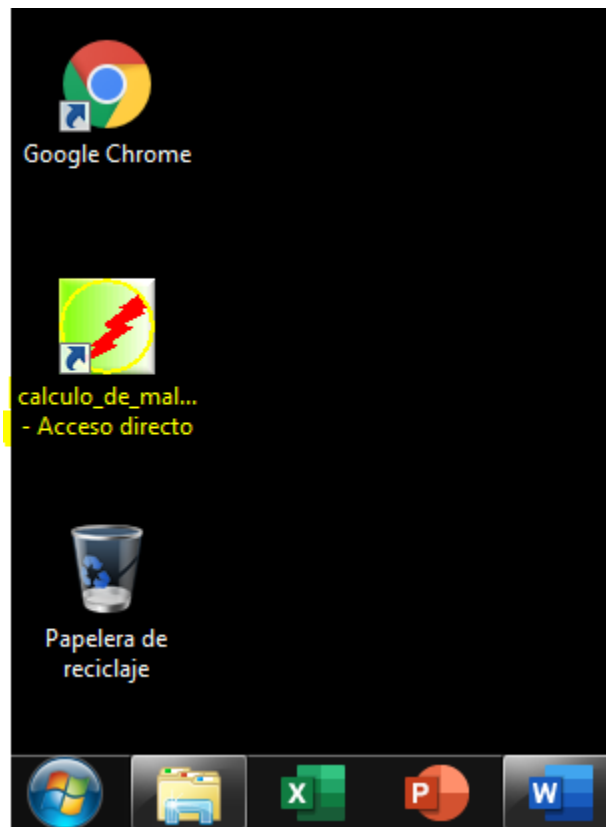 Google Chrome
calculo_de_mal...
- Acceso directo
Papelera de
reciclaje
X
P
W